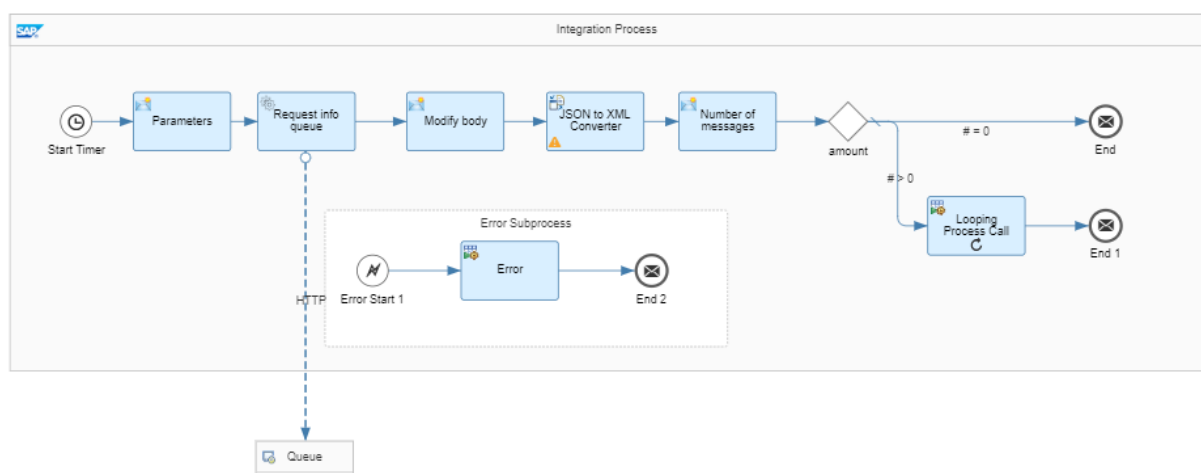 SAP
Integration Process
Start Timer
Parameters
Request info
queue
Modify body
JSON to XML
Converter
Number of
messages
amount
# = 0
End
# > 0
Looping
Process Call
End 1
Error Subprocess
Error Start 1
Error
End 2
HTTP
Queue